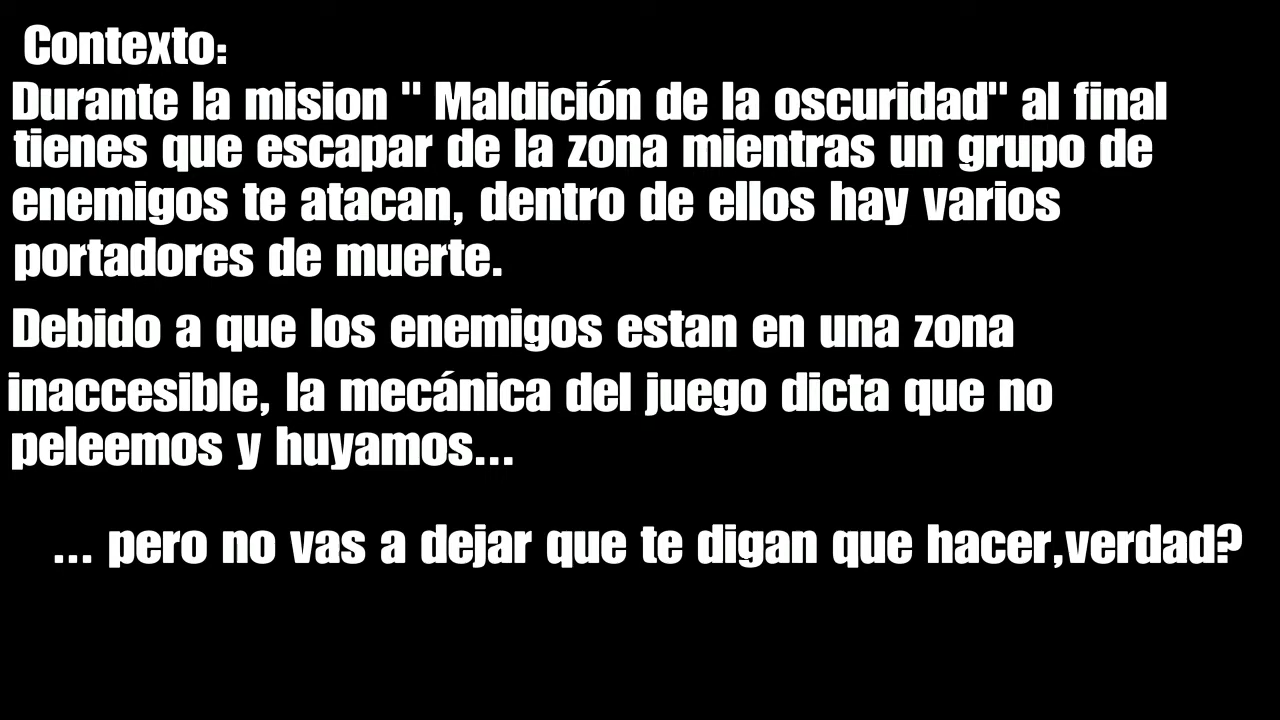 Contexto:
Durante la mision " Maldición de la oscuridad" al final
tienes que escapar de la zona mientras un grupo de
enemigos te atacan, dentro de ellos hay varios
portadores de muerte.
Debido a que los enemigos estan en una zona
inaccesible, la mecánica del juego dicta que no
peleemos y huyamos...
... pero no vas a dejar que te digan que hacer,verdad?